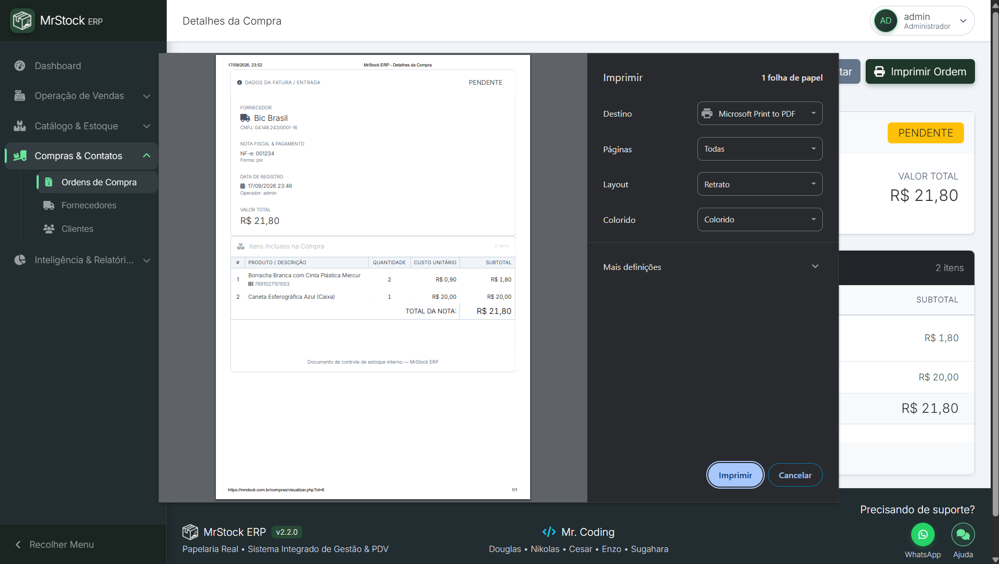 MrStock ERP
Detalhes da Compra
AD
admin
Administrador
Dashboard
Operação de Vendas
Catálogo & Estoque
Compras & Contatos
Ordens de Compra
Fornecedores
Clientes
Inteligência & Relatóri...
Recolher Menu
tar
Imprimir Ordem
PENDENTE
VALOR TOTAL
R$ 21,80
2 itens
SUBTOTAL
R$ 1,80
R$ 20,00
R$ 21,80
17/09/2026, 23:52
MrStock ERP - Detalhes da Compra
DADOS DA FATURA / ENTRADA
PENDENTE
FORNECEDOR
Bic Brasil
CNPJ: 04.148.243/0001-16
NOTA FISCAL & PAGAMENTO
NF-e: 001234
Forma: pix
DATA DE REGISTRO
17/09/2026 23:46
Operador: admin
VALOR TOTAL
R$ 21,80
Itens Inclusos na Compra
2 itens
# PRODUTO / DESCRIÇÃO QUANTIDADE CUSTO UNITÁRIO SUBTOTAL
1 Borracha Branca com Cinta Plástica Mercur 2 R$ 0,90 R$ 1,80
7891027101053
2 Caneta Esferográfica Azul (Caixa) 1 R$ 20,00 R$ 20,00
TOTAL DA NOTA: R$ 21,80
Documento de controle de estoque interno — MrStock ERP
https://mrstock.com.br/compras/visualizar.php?id=6
1/1
Imprimir
1 folha de papel
Destino
Microsoft Print to PDF
Páginas
Todas
Layout
Retrato
Colorido
Colorido
Mais definições
Imprimir
Cancelar
MrStock ERP v2.2.0
Papelaria Real • Sistema Integrado de Gestão & PDV
</> Mr. Coding
Douglas • Nikolas • Cesar • Enzo • Sugahara
Precisando de suporte?
WhatsApp
Ajuda